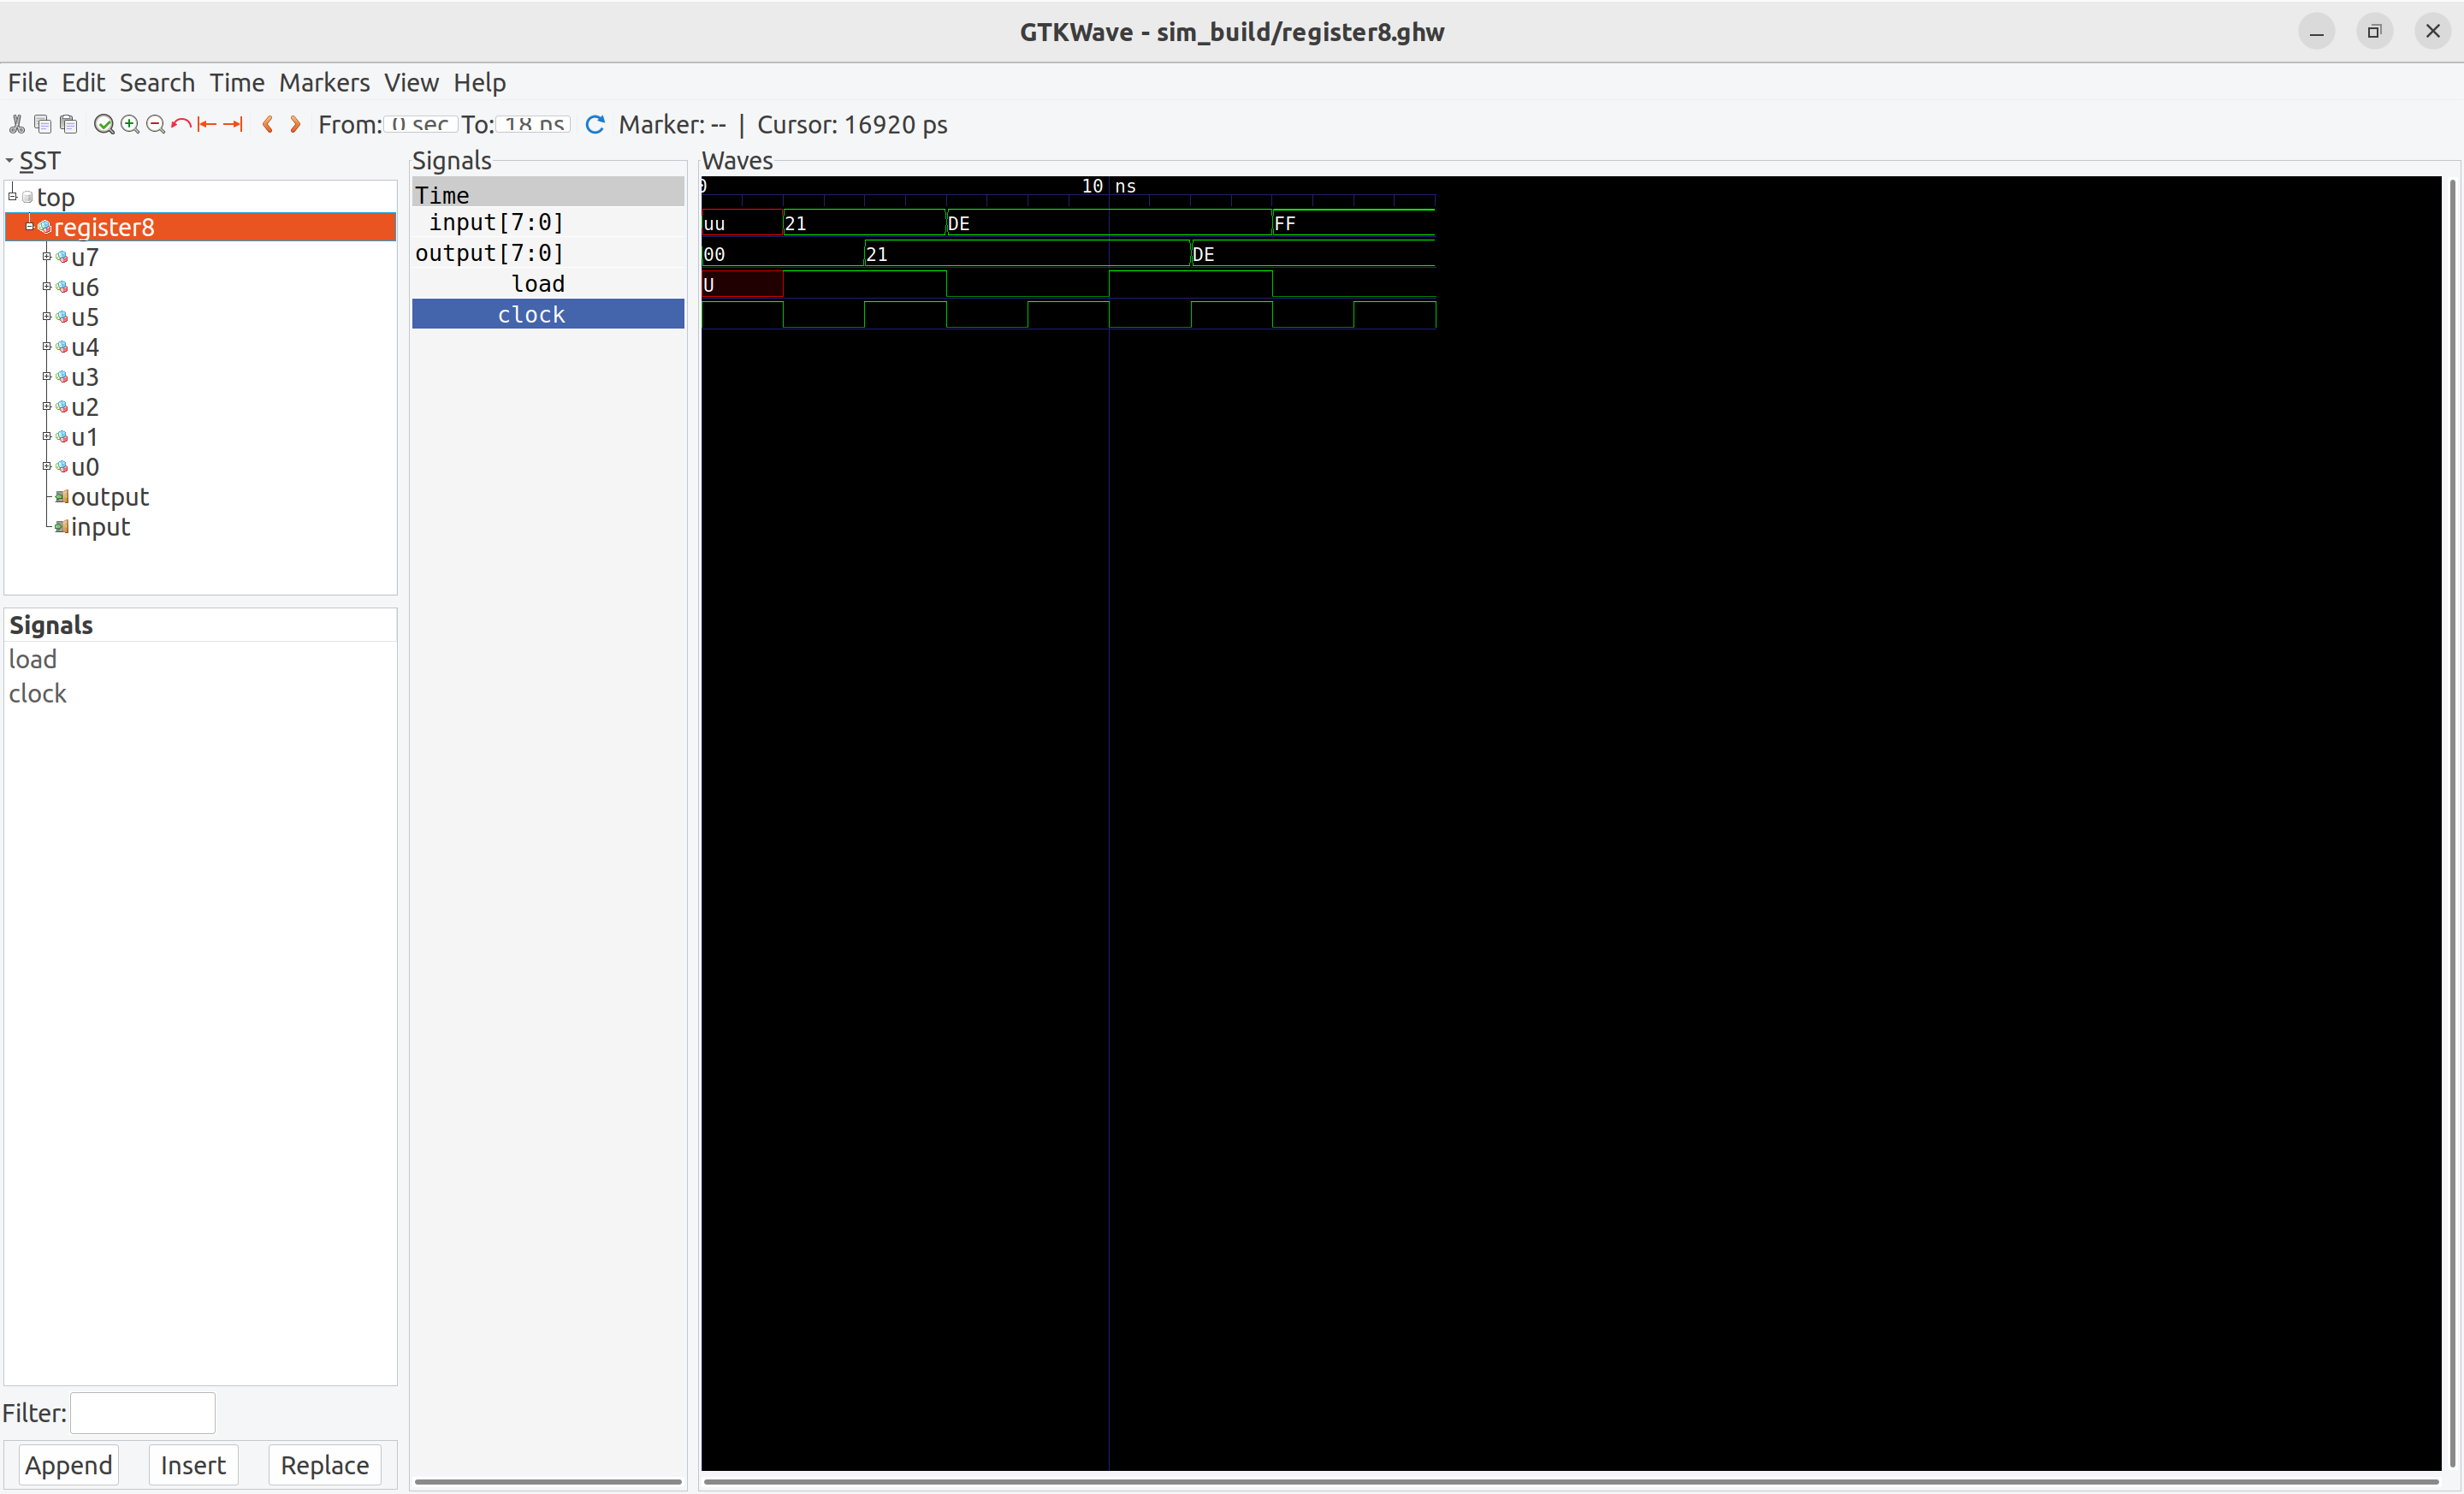 GTKWave - sim_build/register8.ghw
File Edit Search Time Markers View Help
From: 0 sec To: 18 ns Marker: -- | Cursor: 16920 ps
SST
top
register8
u7
u6
u5
u4
u3
u2
u1
u0
output
input
Signals
load
clock
Filter:
Append Insert Replace
Signals
Time
input[7:0]
output[7:0]
load
clock
Waves
0 10 ns
uu 21 DE FF
00 21 DE
U